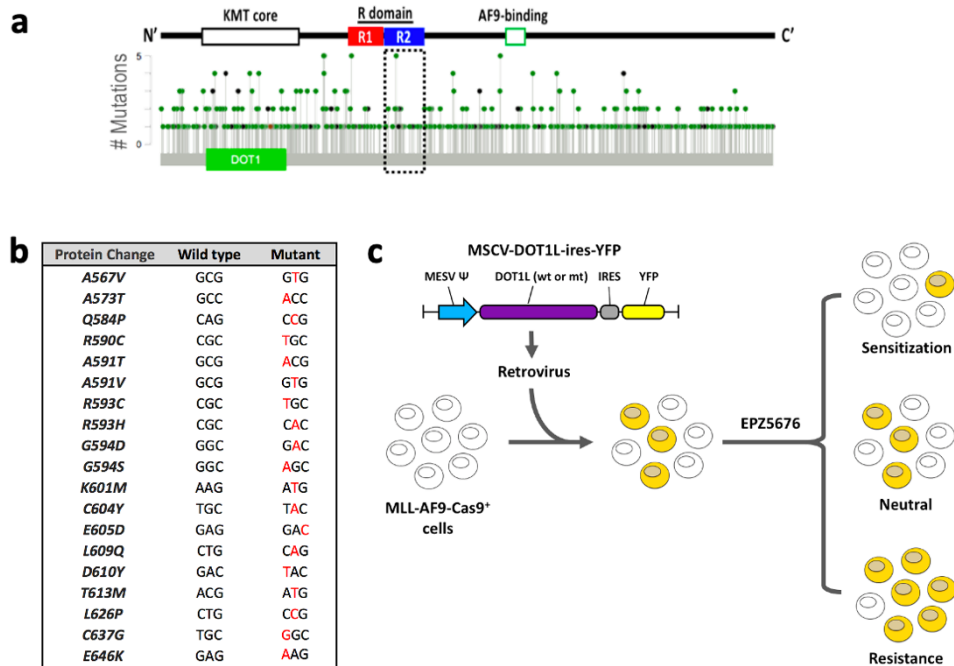 a
KMT core
R domain
AF9-binding
N’
R1
R2
C’
5
# Mutations
0
DOT1
b
Protein Change Wild type Mutant
A567V GCG GTG
A573T GCC ACC
Q584P CAG CCG
R590C CGC TGC
A591T GCG ACG
A591V GCG GTG
R593C CGC TGC
R593H CGC CAC
G594D GGC GAC
G594S GGC AGC
K601M AAG ATG
C604Y TGC TAC
E605D GAG GAC
L609Q CTG CAG
D610Y GAC TAC
T613M ACG ATG
L626P CTG CCG
C637G TGC GGC
E646K GAG AAG
c
MSCV-DOT1L-ires-YFP
MESV Ψ DOT1L (wt or mt) IRES YFP
Retrovirus
MLL-AF9-Cas9⁺
cells
EPZ5676
Sensitization
Neutral
Resistance